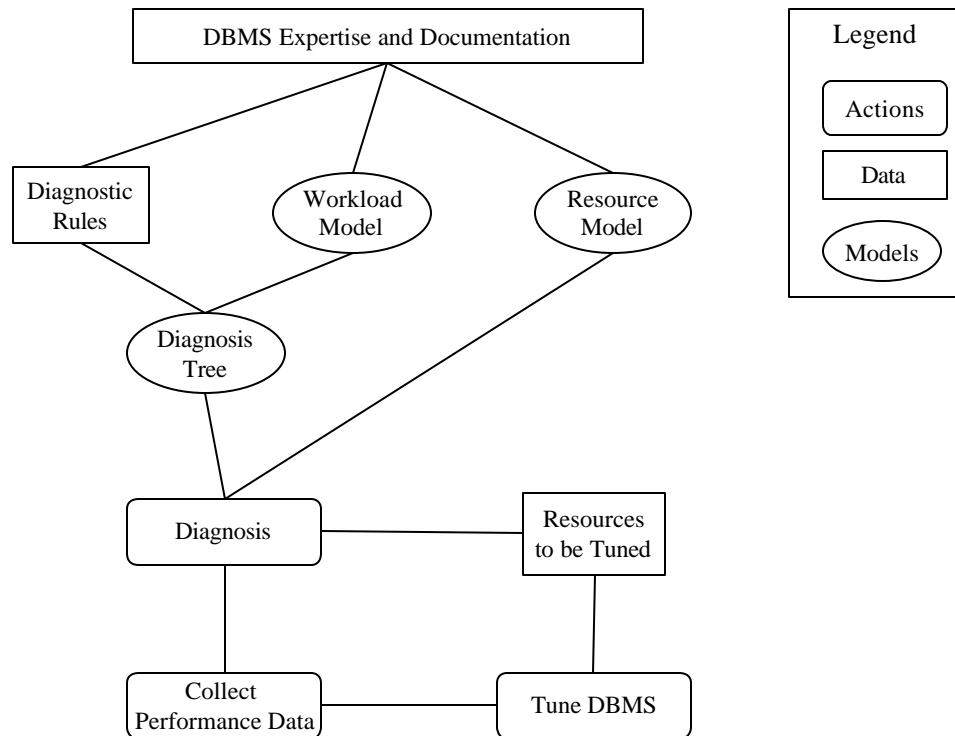 DBMS Expertise and Documentation
Legend
Actions
Data
Models
Diagnostic
Rules
Workload
Model
Resource
Model
Diagnosis
Tree
Diagnosis
Resources
to be Tuned
Collect
Performance Data
Tune DBMS